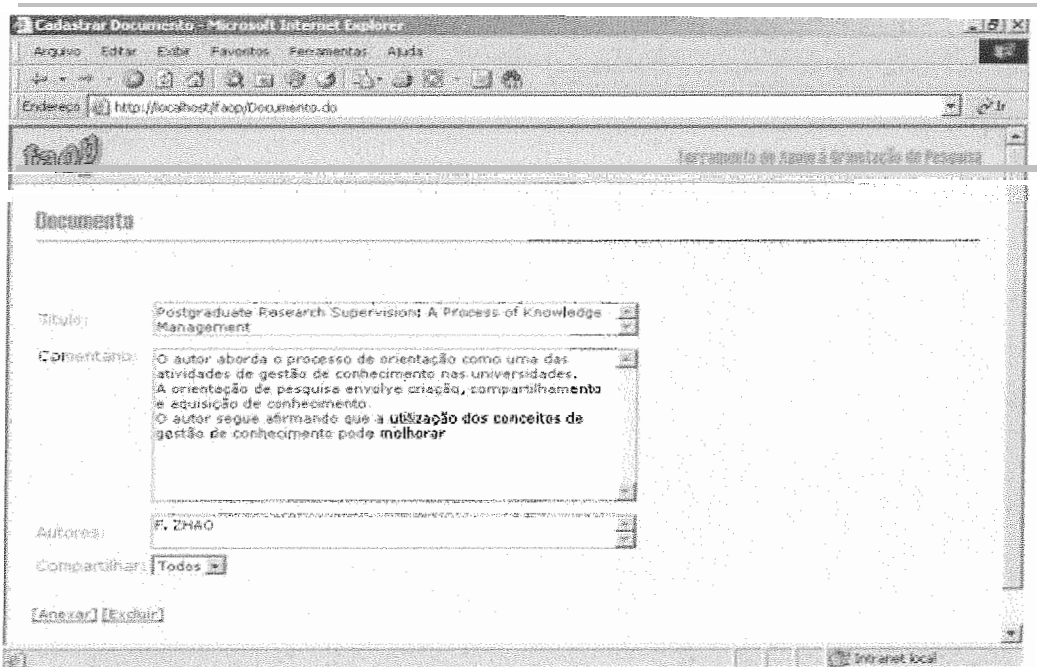 Cadastrar Documento - Microsoft Internet Explorer
Arquivo Editar Exibir Favoritos Ferramentas Ajuda
Endereço http://localhost/faop/Documento.do Ir
Ferramenta de Apoio à Orientação de Pesquisa
Documento
Título: Postgraduate Research Supervision: A Process of Knowledge
Management
Comentário: O autor aborda o processo de orientação como uma das
atividades de gestão de conhecimento nas universidades.
A orientação de pesquisa envolve criação, compartilhamento
e aquisição de conhecimento.
O autor segue afirmando que a utilização dos conceitos de
gestão de conhecimento pode melhorar
Autores: F. ZHAO
Compartilhar: Todos
[Anexar] [Excluir]
Intranet local